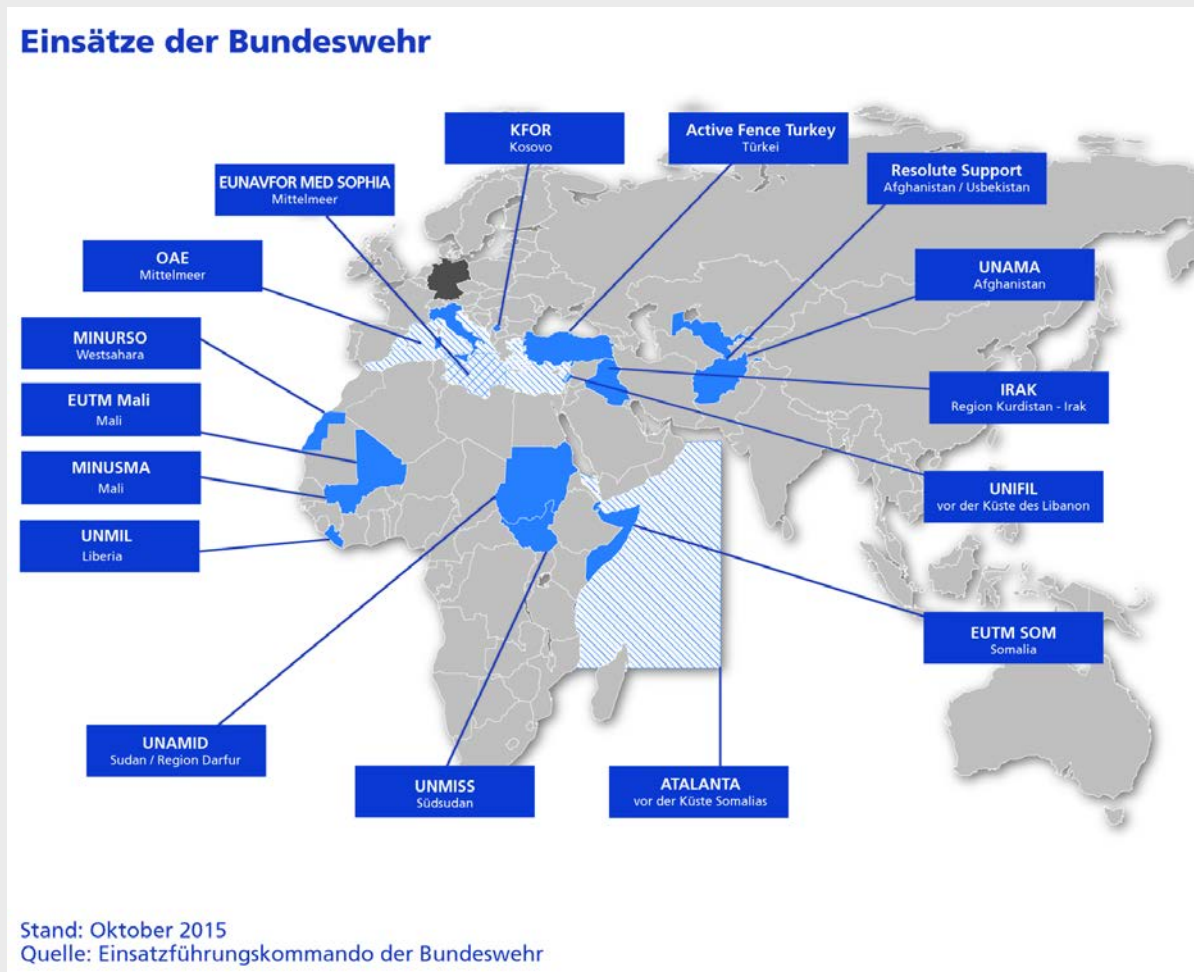 Einsätze der Bundeswehr
KFOR
Kosovo
Active Fence Turkey
Türkei
Resolute Support
Afghanistan / Usbekistan
EUNAVFOR MED SOPHIA
Mittelmeer
OAE
Mittelmeer
UNAMA
Afghanistan
MINURSO
Westsahara
IRAK
Region Kurdistan - Irak
EUTM Mali
Mali
MINUSMA
Mali
UNIFIL
vor der Küste des Libanon
UNMIL
Liberia
EUTM SOM
Somalia
UNAMID
Sudan / Region Darfur
UNMISS
Südsudan
ATALANTA
vor der Küste Somalias
Stand: Oktober 2015
Quelle: Einsatzführungskommando der Bundeswehr